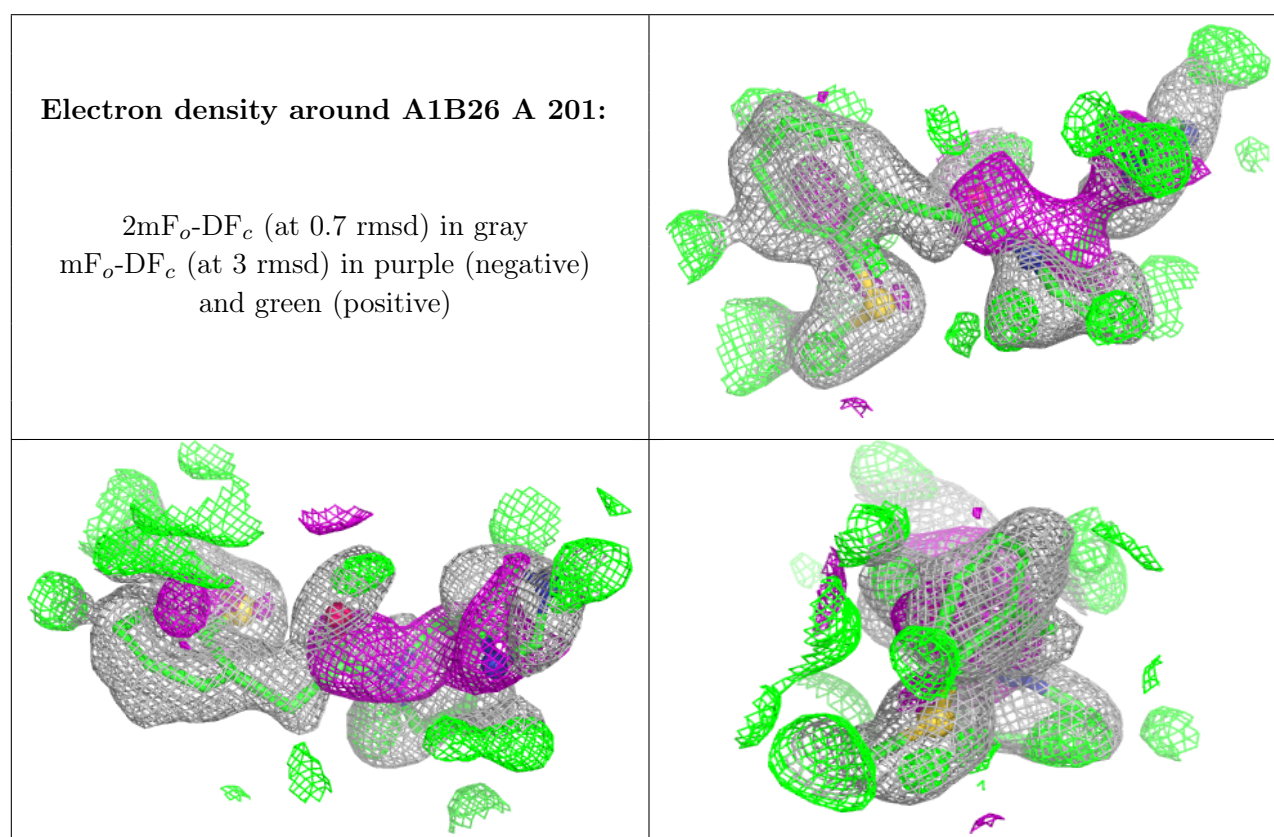 Electron density around A1B26 A 201:
2mFo-DFc (at 0.7 rmsd) in gray
mFo-DFc (at 3 rmsd) in purple (negative)
and green (positive)